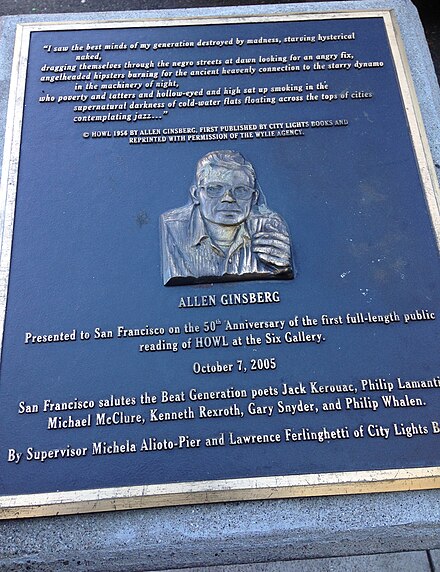 "I saw the best minds of my generation destroyed by madness, starving hysterical
naked,
dragging themselves through the negro streets at dawn looking for an angry fix,
angelheaded hipsters burning for the ancient heavenly connection to the starry dynamo
in the machinery of night,
who poverty and tatters and hollow-eyed and high sat up smoking in the
supernatural darkness of cold-water flats floating across the tops of cities
contemplating jazz...."
© HOWL 1956 BY ALLEN GINSBERG. FIRST PUBLISHED BY CITY LIGHTS BOOKS AND
REPRINTED WITH PERMISSION OF THE WYLIE AGENCY.
ALLEN GINSBERG
Presented to San Francisco on the 50th Anniversary of the first full-length public
reading of HOWL at the Six Gallery.
October 7, 2005
San Francisco salutes the Beat Generation poets Jack Kerouac, Philip Lamanti
Michael McClure, Kenneth Rexroth, Gary Snyder, and Philip Whalen.
By Supervisor Michela Alioto-Pier and Lawrence Ferlinghetti of City Lights B